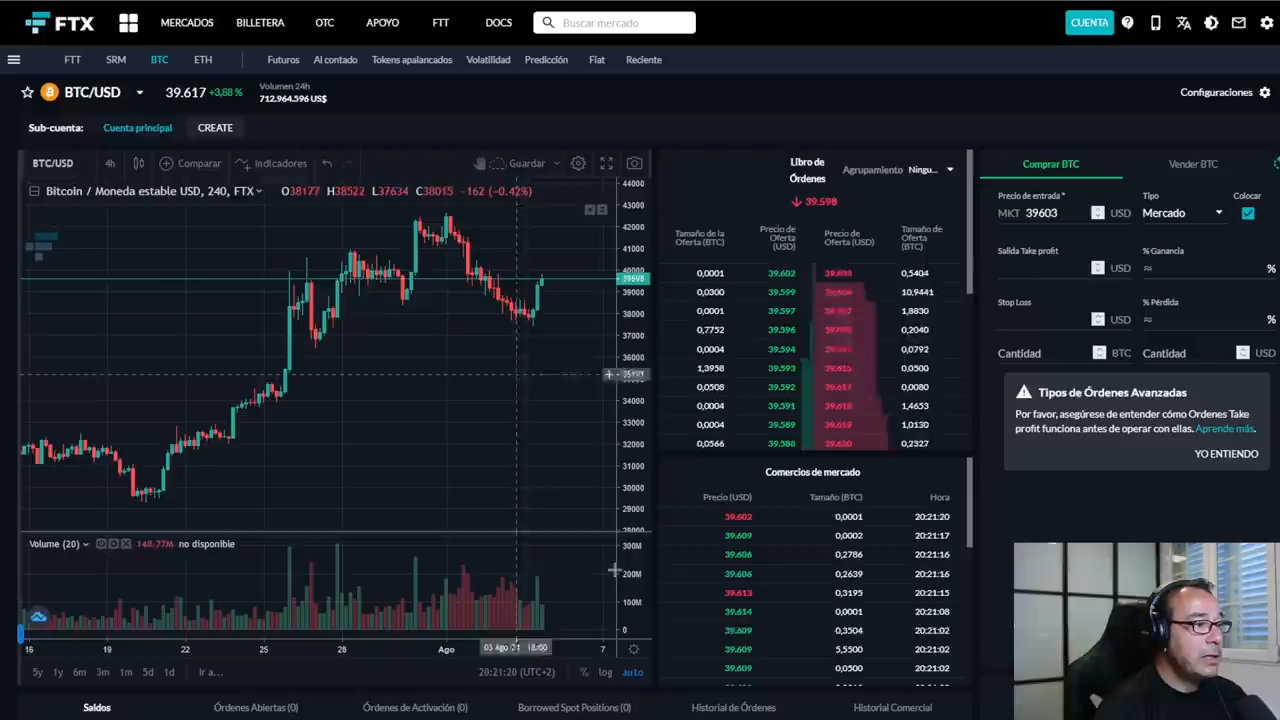 FTX MERCADOS BILLETERA OTC APOYO FTT DOCS Buscar mercado CUENTA
FTT SRM BTC ETH Futuros Al contado Tokens apalancados Volatilidad Predicción Fiat Reciente
BTC/USD 39.617 +3,88 % Volumen 24h
712.964.596 US$
Configuraciones
Sub-cuenta: Cuenta principal CREATE
BTC/USD 4h Comparar Indicadores Guardar
Bitcoin / Moneda estable USD, 240, FTX O38177 H38522 L37634 C38015 -162 (-0.42%)
44000
43000
41000
40000
39000
38000
36000
34000
32000
31000
30000
29000
28000
Volume (20) 148.77M no disponible
300M
200M
100M
0
16 19 22 25 28 Ago 03 Ago 21 18:00 7
5y 1y 6m 3m 1m 5d 1d Ir a... 20:21:20 (UTC+2) % log auto
Libro de
Órdenes
Agrupamiento Ningu...
39.598
Tamaño de la
Oferta (BTC)
Precio de
Oferta
(USD)
Precio de
Oferta (USD)
Tamaño de
Oferta
(BTC)
0,0001 39.602 0,5404
0,0300 39.599 10,9441
0,0001 39.597 1,8830
0,7752 39.596 0,2040
0,0004 39.594 0,0792
1,3958 39.593 39.615 0,0500
0,0508 39.592 39.617 0,0080
0,0004 39.591 39.618 1,4653
0,0004 39.589 39.619 1,0130
0,0566 39.588 39.620 0,2327
Comercios de mercado
Precio (USD) Tamaño (BTC) Hora
39.602 0,0001 20:21:20
39.609 0,0002 20:21:17
39.606 0,2786 20:21:16
39.606 0,2639 20:21:16
39.613 0,3195 20:21:15
39.614 0,0001 20:21:08
39.609 0,3504 20:21:02
39.609 5,5500 20:21:02
39.609 0,0500 20:21:02
Comprar BTC Vender BTC
Precio de entrada * Tipo Colocar
MKT 39603 USD Mercado
Salida Take profit % Ganancia
USD ≈ %
Stop Loss % Pérdida
USD ≈ %
Cantidad BTC Cantidad USD
Tipos de Órdenes Avanzadas
Por favor, asegúrese de entender cómo Ordenes Take
profit funciona antes de operar con ellas. Aprende más.
YO ENTIENDO
Saldos Órdenes Abiertas (0) Órdenes de Activación (0) Borrowed Spot Positions (0) Historial de Órdenes Historial Comercial